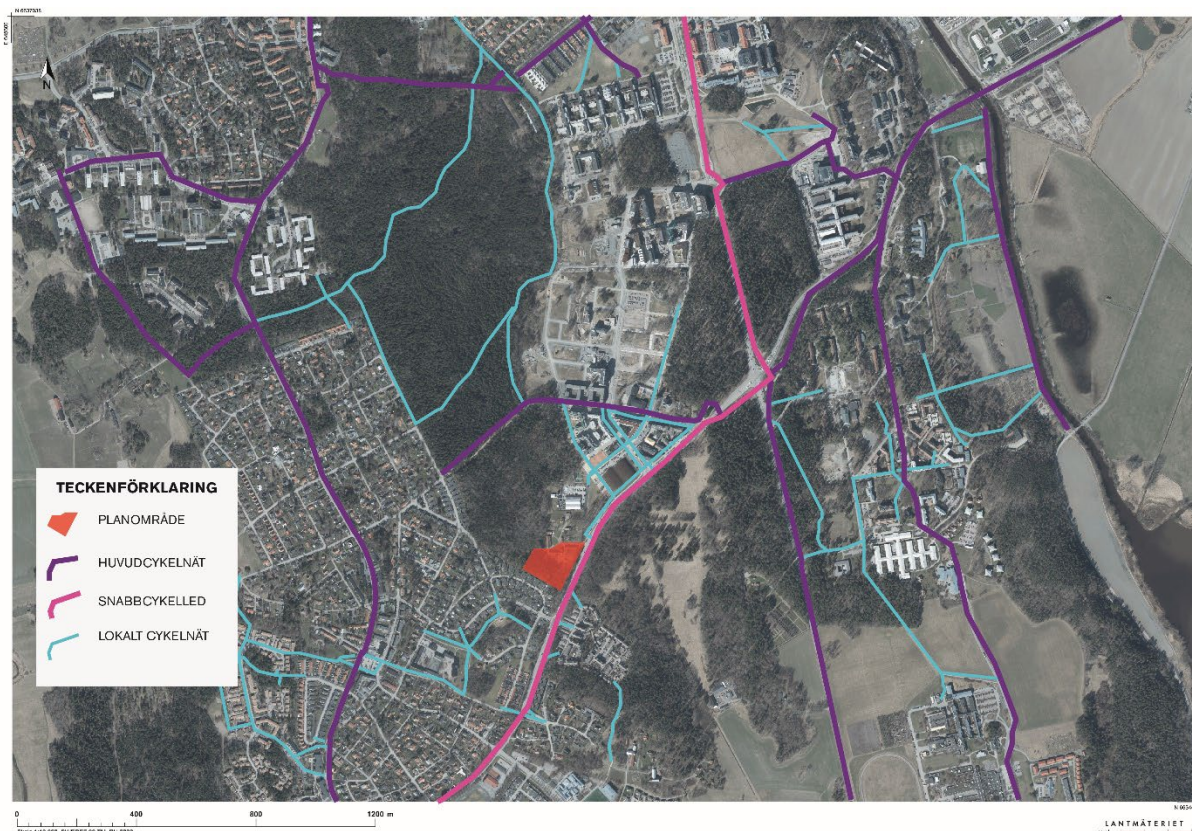 N
TECKENFÖRKLARING
PLANOMRÅDE
HUVUDCYKELNÄT
SNABBCYKELLED
LOKALT CYKELNÄT
0 400 800 1200 m
LANTMÄTERIET